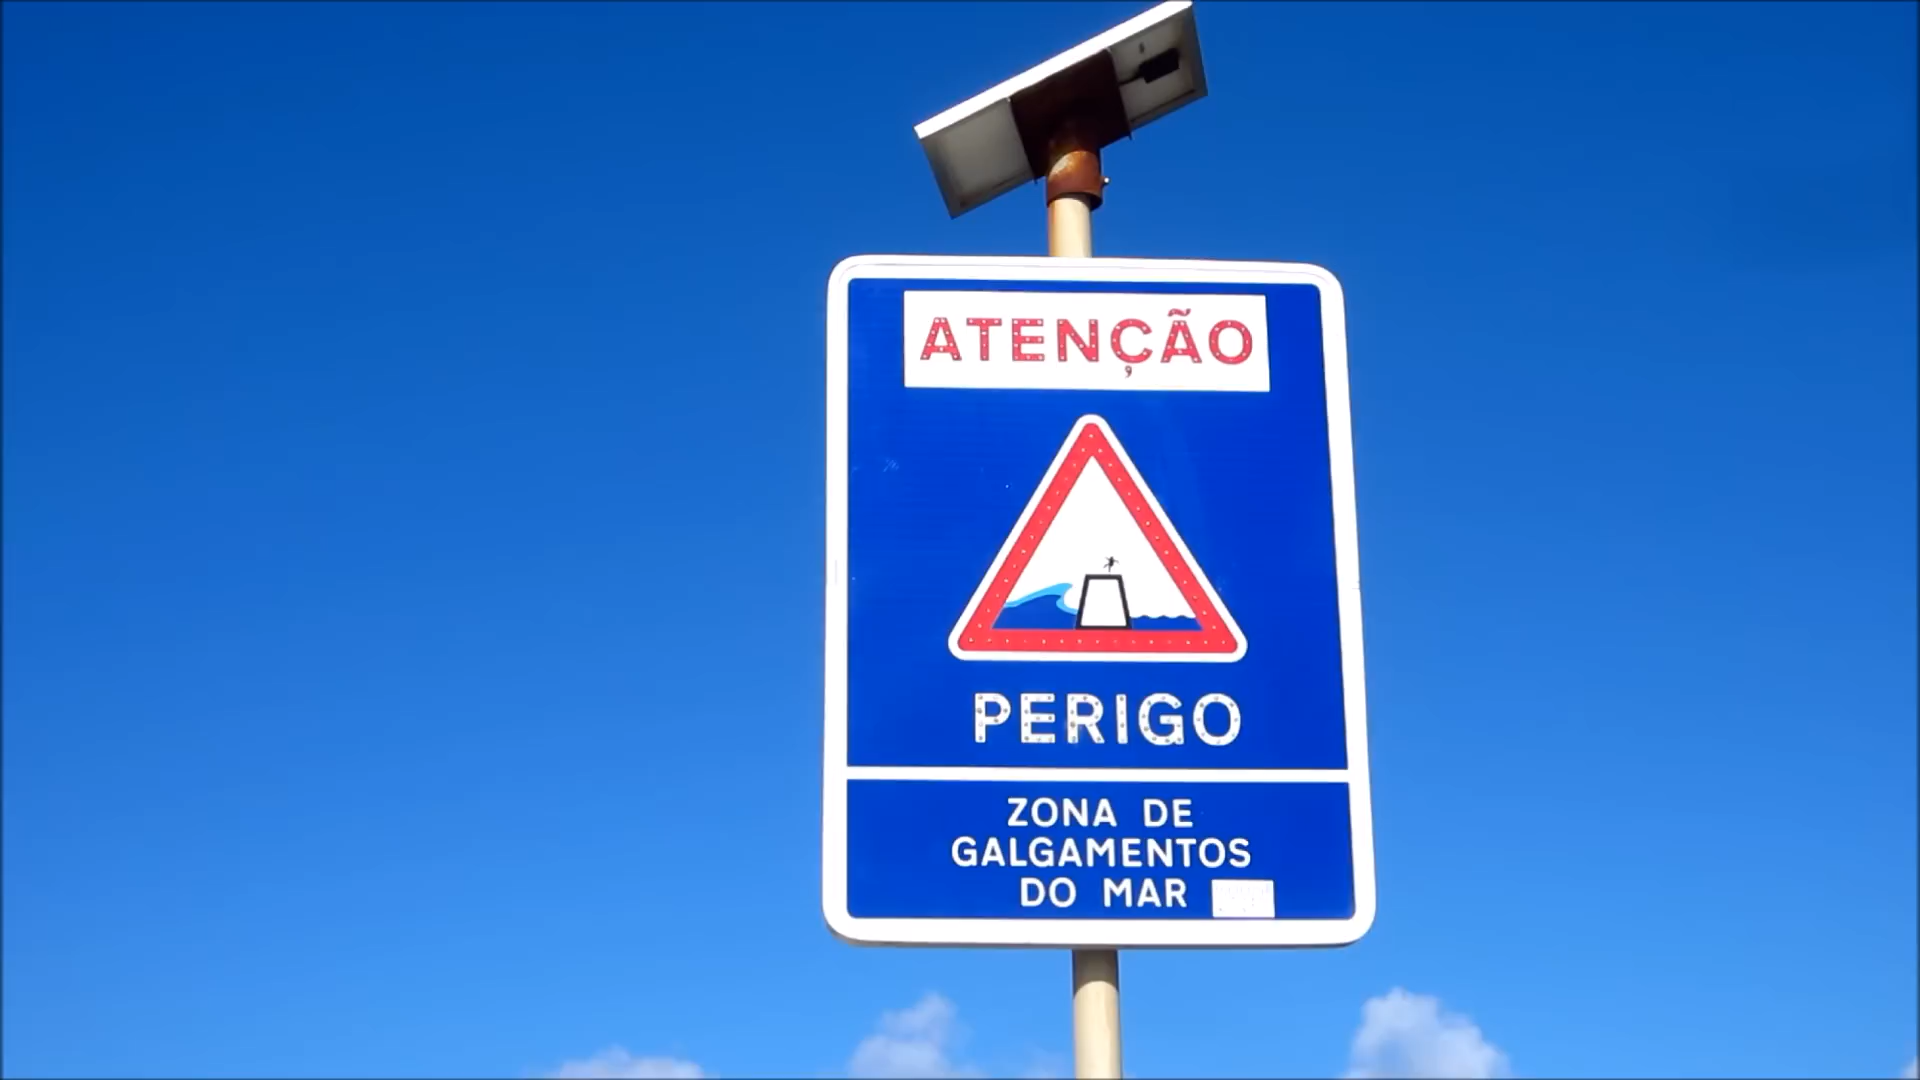 ATENÇÃO
PERIGO
ZONA DE
GALGAMENTOS
DO MAR